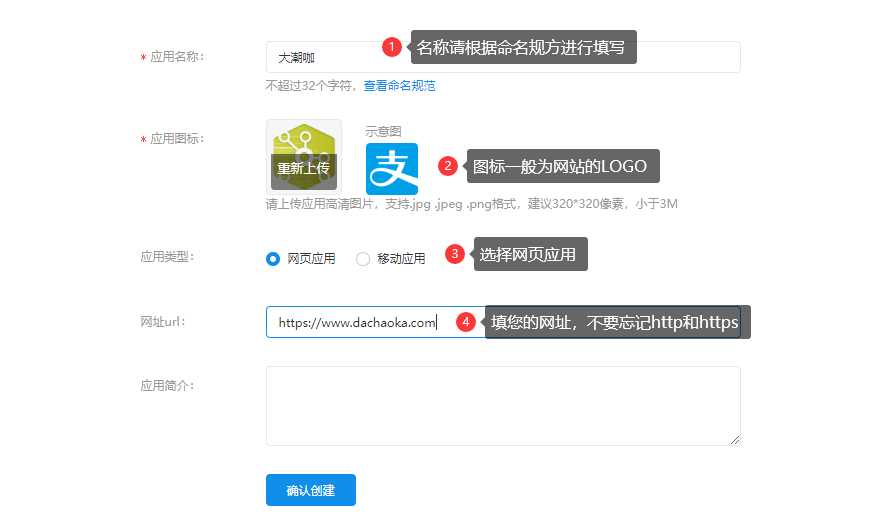 * 应用名称：
大潮咖
1 名称请根据命名规方进行填写
不超过32个字符，查看命名规范
* 应用图标：
重新上传
示意图
支
2 图标一般为网站的LOGO
请上传应用高清图片，支持.jpg .jpeg .png格式，建议320*320像素，小于3M
应用类型：
网页应用
移动应用
3 选择网页应用
网址url：
https://www.dachaoka.com
4 填您的网址，不要忘记http和https
应用简介：
确认创建